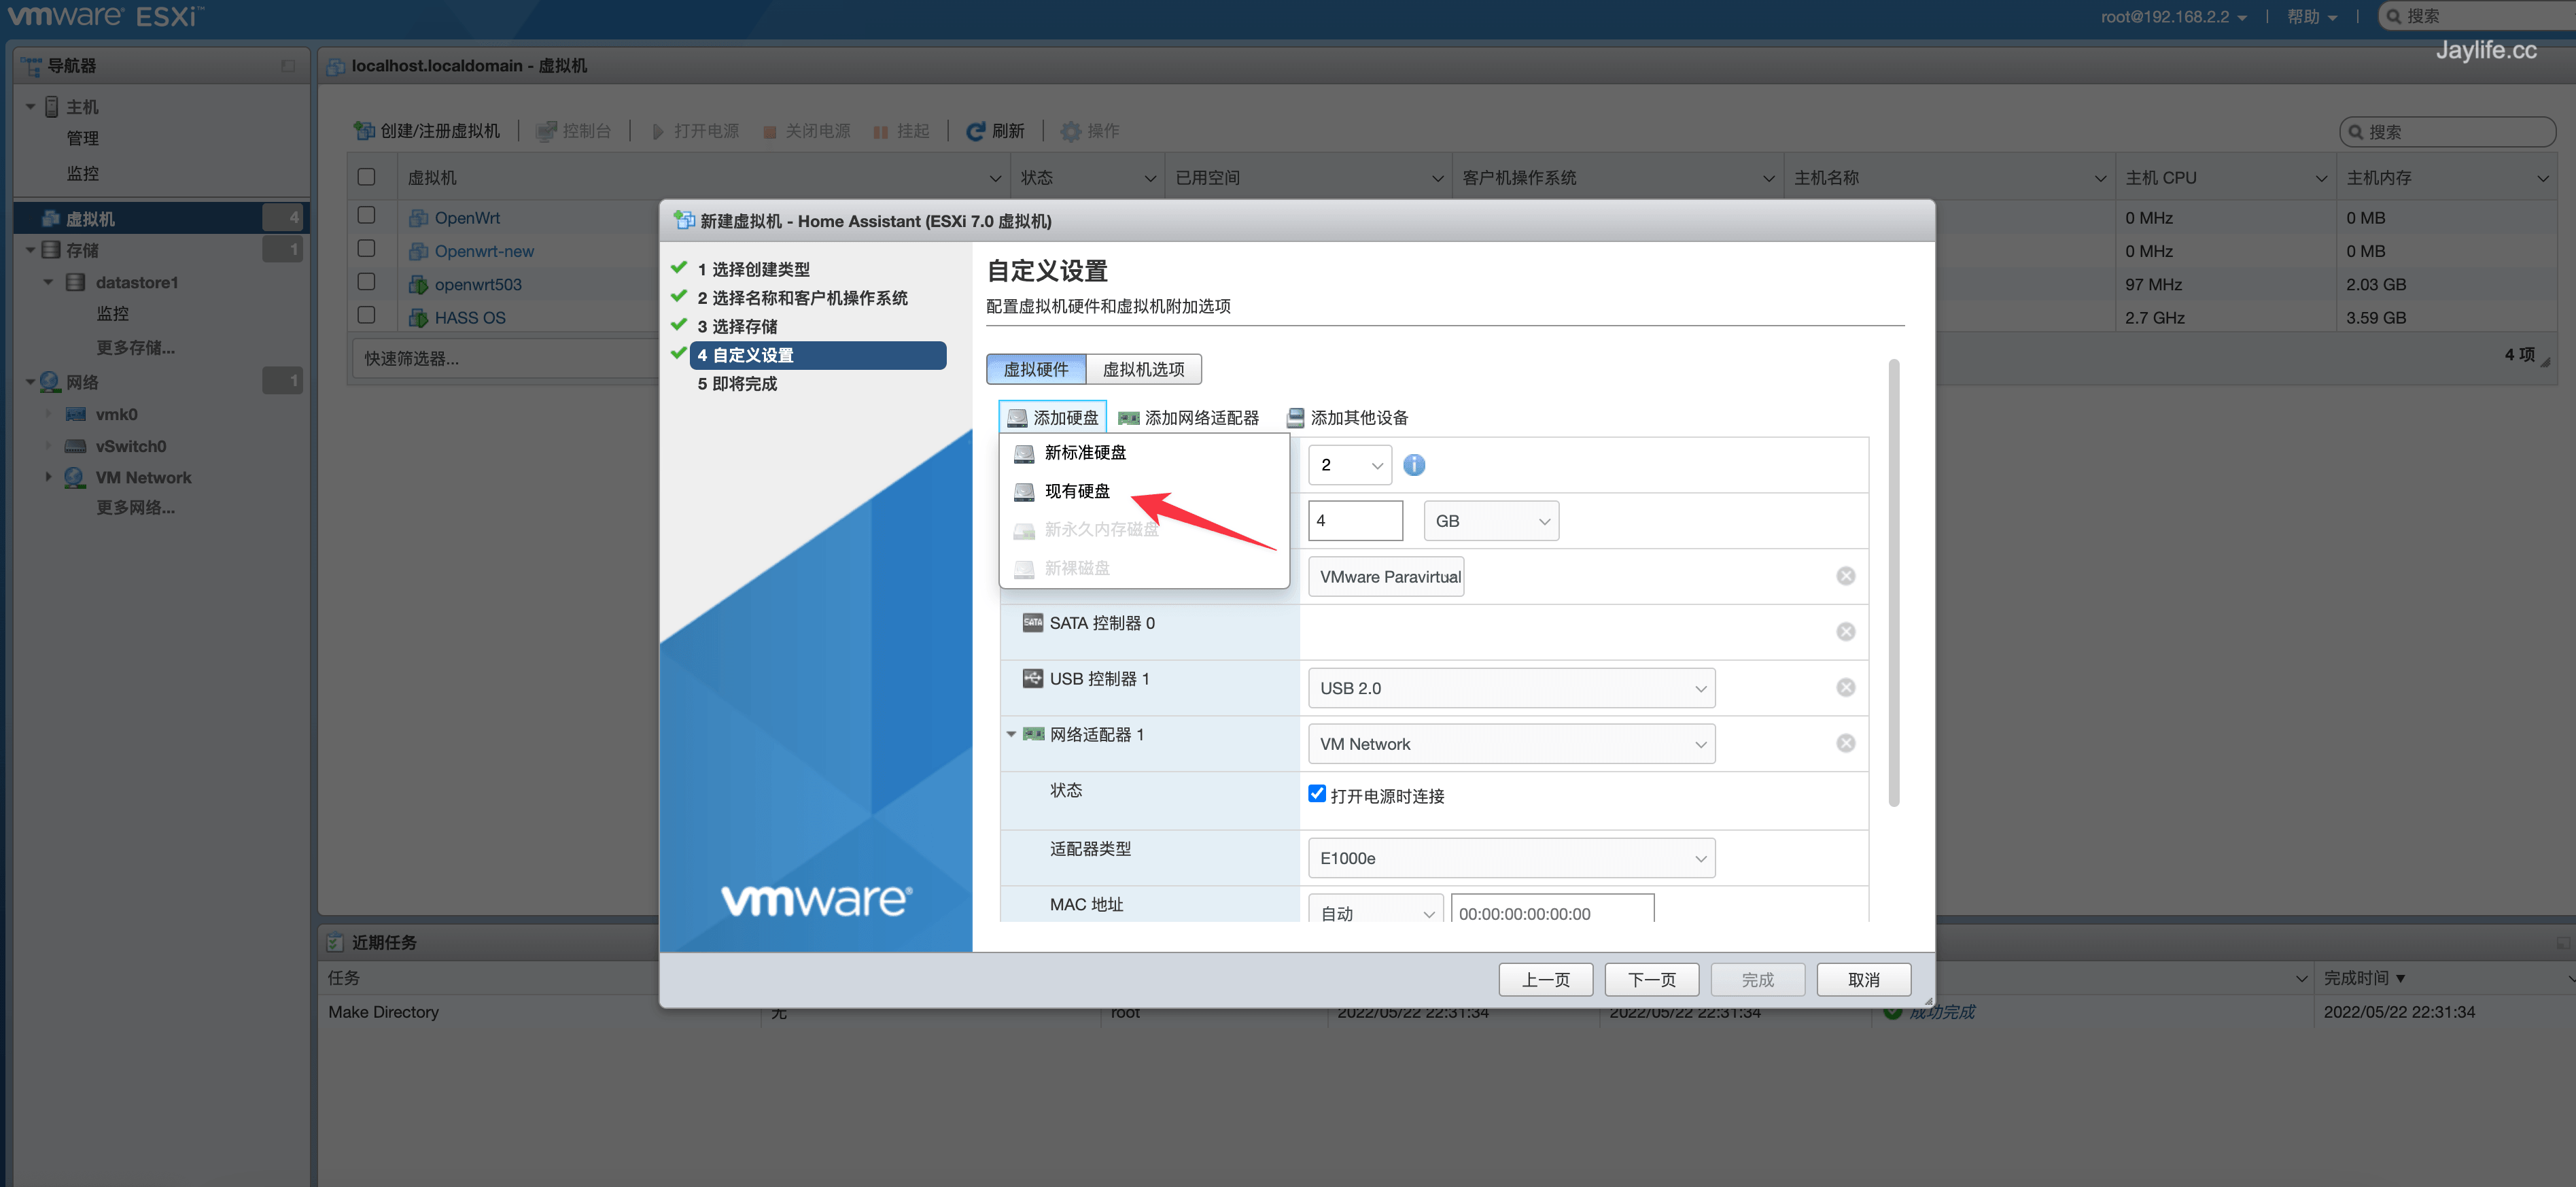 vmware ESXi™
root@192.168.2.2
帮助
搜索
Jaylife.cc
导航器
主机
管理
监控
虚拟机
4
存储
1
datastore1
监控
更多存储...
网络
1
vmk0
vSwitch0
VM Network
更多网络...
localhost.localdomain - 虚拟机
创建/注册虚拟机
控制台
打开电源
关闭电源
挂起
刷新
操作
搜索
虚拟机
状态
已用空间
客户机操作系统
主机名称
主机 CPU
主机内存
OpenWrt
0 MHz
0 MB
Openwrt-new
0 MHz
0 MB
openwrt503
97 MHz
2.03 GB
HASS OS
2.7 GHz
3.59 GB
快速筛选器...
4 项
新建虚拟机 - Home Assistant (ESXi 7.0 虚拟机)
1 选择创建类型
2 选择名称和客户机操作系统
3 选择存储
4 自定义设置
5 即将完成
vmware®
自定义设置
配置虚拟机硬件和虚拟机附加选项
虚拟硬件
虚拟机选项
添加硬盘
添加网络适配器
添加其他设备
新标准硬盘
现有硬盘
新永久内存磁盘
新裸磁盘
2
4
GB
VMware Paravirtual
SATA 控制器 0
USB 控制器 1
USB 2.0
网络适配器 1
VM Network
状态
打开电源时连接
适配器类型
E1000e
MAC 地址
自动
00:00:00:00:00:00
上一页
下一页
完成
取消
近期任务
任务
完成时间▼
Make Directory
无
root
2022/05/22 22:31:34
2022/05/22 22:31:34
成功完成
2022/05/22 22:31:34